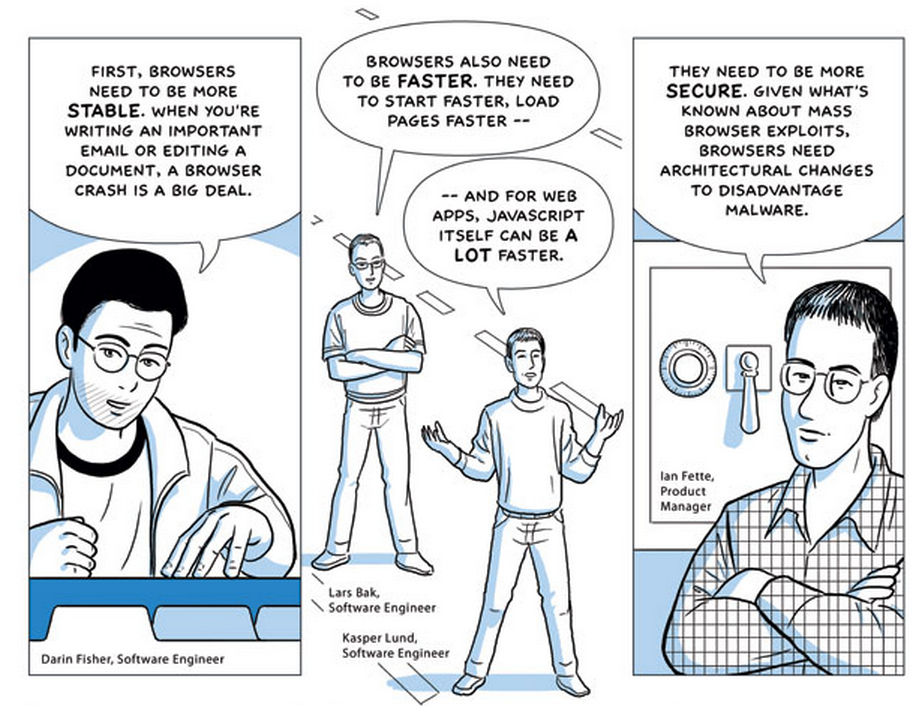 FIRST, BROWSERS
NEED TO BE MORE
STABLE. WHEN YOU'RE
WRITING AN IMPORTANT
EMAIL OR EDITING A
DOCUMENT, A BROWSER
CRASH IS A BIG DEAL.
Darin Fisher, Software Engineer
BROWSERS ALSO NEED
TO BE FASTER. THEY NEED
TO START FASTER, LOAD
PAGES FASTER --
-- AND FOR WEB
APPS, JAVASCRIPT
ITSELF CAN BE A
LOT FASTER.
Lars Bak,
Software Engineer
Kasper Lund,
Software Engineer
THEY NEED TO BE MORE
SECURE. GIVEN WHAT'S
KNOWN ABOUT MASS
BROWSER EXPLOITS,
BROWSERS NEED
ARCHITECTURAL CHANGES
TO DISADVANTAGE
MALWARE.
Ian Fette,
Product
Manager